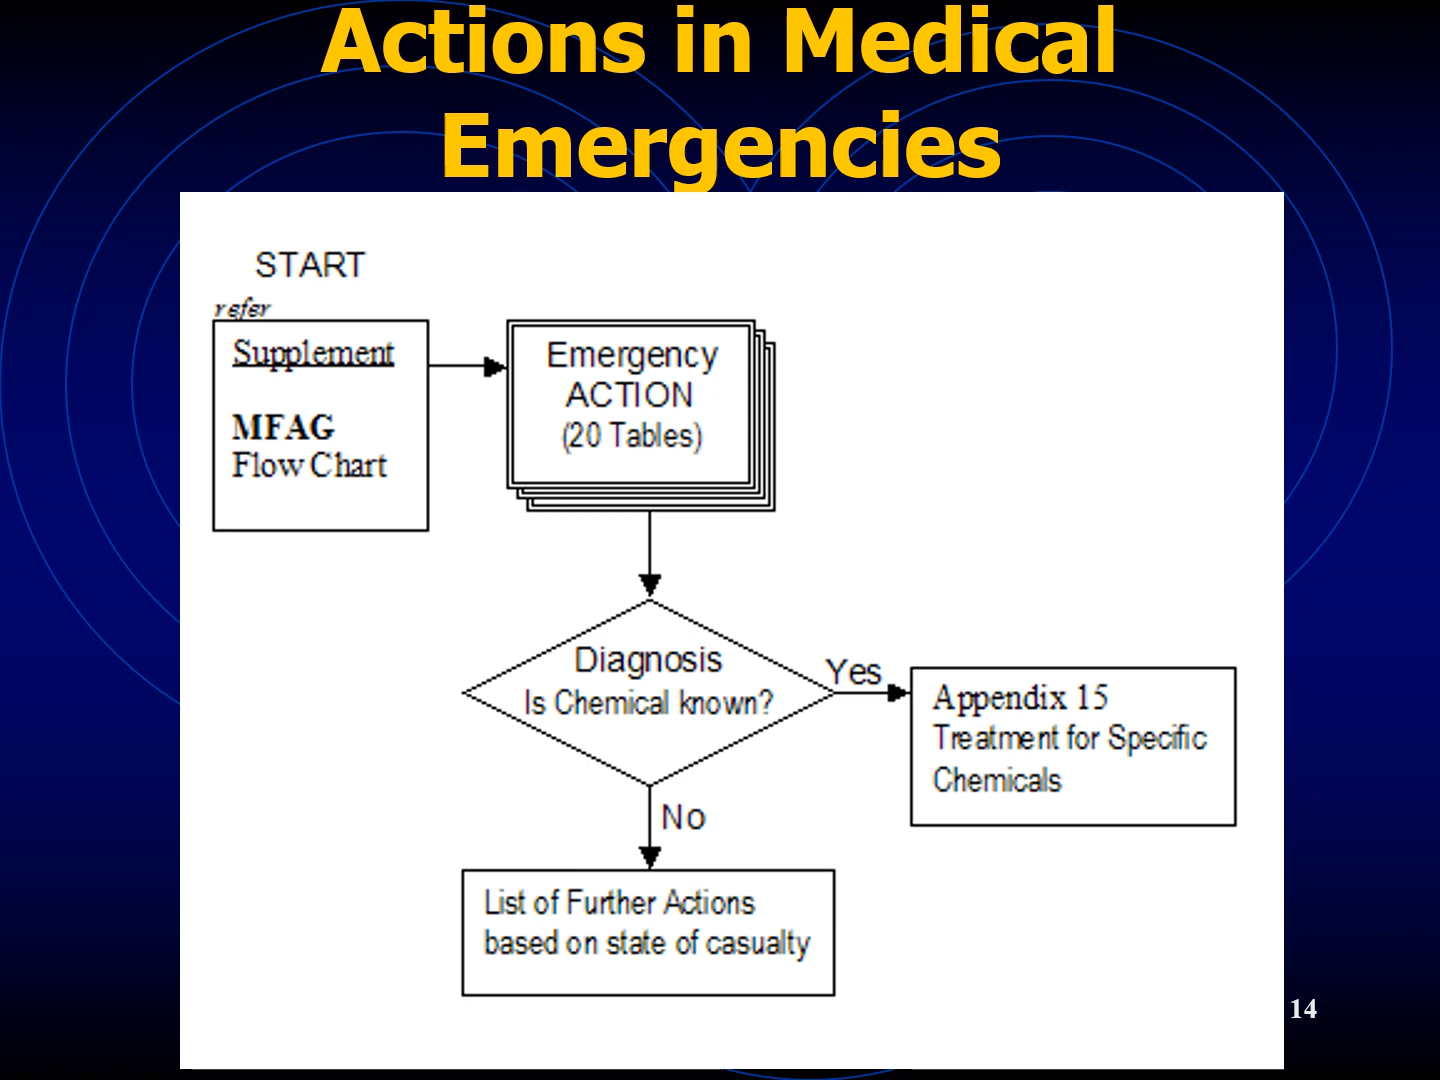 Actions in Medical
Emergencies
START
refer
Supplement
MFAG
Flow Chart
Emergency
ACTION
(20 Tables)
Diagnosis
Is Chemical known?
Yes
Appendix 15
Treatment for Specific
Chemicals
No
List of Further Actions
based on state of casualty
14